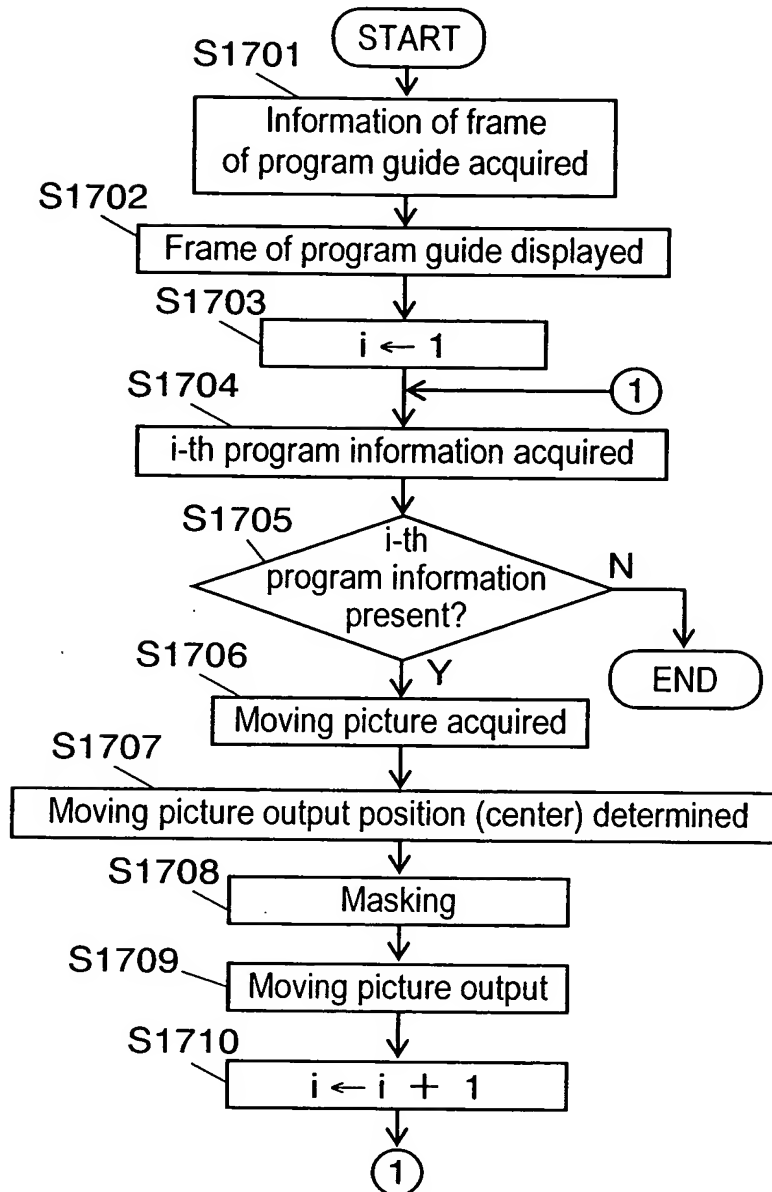 START
S1701
Information of frame
of program guide acquired
S1702
Frame of program guide displayed
S1703
i ← 1
S1704
1
i-th program information acquired
S1705
i-th
program information
present?
N
Y
END
S1706
Moving picture acquired
S1707
Moving picture output position (center) determined
S1708
Masking
S1709
Moving picture output
S1710
i ← i + 1
1